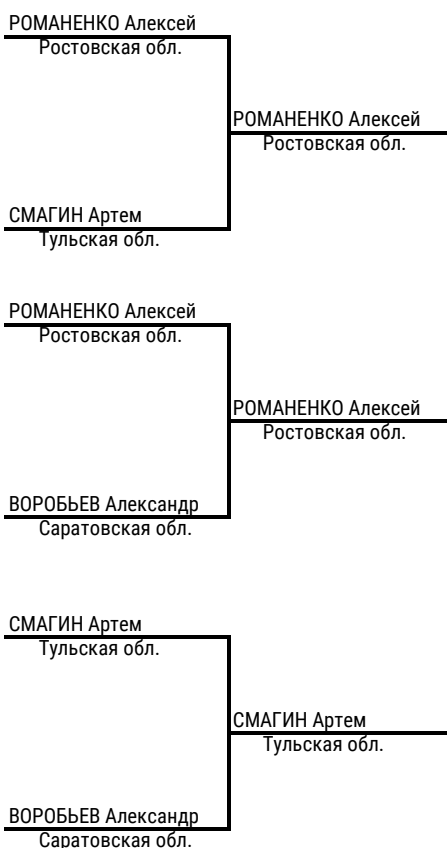 РОМАНЕНКО Алексей
Ростовская обл.
РОМАНЕНКО Алексей
Ростовская обл.
СМАГИН Артем
Тульская обл.
РОМАНЕНКО Алексей
Ростовская обл.
РОМАНЕНКО Алексей
Ростовская обл.
ВОРОБЬЕВ Александр
Саратовская обл.
СМАГИН Артем
Тульская обл.
СМАГИН Артем
Тульская обл.
ВОРОБЬЕВ Александр
Саратовская обл.